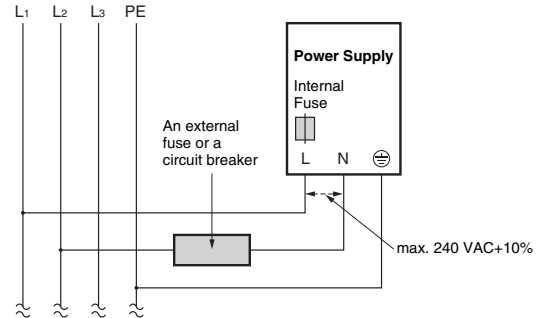 L1 L2 L3 PE
Power Supply
Internal
Fuse
An external
fuse or a
circuit breaker
L N
max. 240 VAC+10%